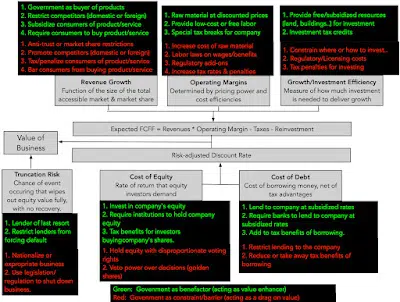 1. Government as buyer of products
2. Restrict competitors (domestic or foreign)
3. Subsidize consumers of product/service
4. Require customers to buy product/service
1. Anti-trust or market share restrictions
2. Promote competitors (domestic or foreign)
3. Tax/penalize consumers of product/service
4. Bar consumers from buying product/service
1. Raw material at discounted prices
2. Provide low-cost or free labor
3. Special tax breaks for company
1. Increase cost of raw material
2. Labor laws on wages/benefits
3. Regulatory add-ons
4. Increase tax rates & penalties
1. Provide free/subsidized resources
(land, buildings..) for investment
2. Investment tax credits
1. Constrain where or how to invest..
2. Regulatory/Licensing costs
3. Tax penalties for investing
Revenue Growth
Function of the size of the total
accessible market & market share
Operating Margins
Determined by pricing power and
cost efficiencies
Growth/Investment Efficiency
Measure of how much investment
is needed to deliver growth
Value of
Business
Expected FCFF = Revenues * Operating Margin - Taxes - Reinvestment
Risk-adjusted Discount Rate
Truncation Risk
Chance of event
occuring that wipes
out equity value fully,
with no recovery.
Cost of Equity
Rate of return that equity
investors demand
Cost of Debt
Cost of borrowing money, net of
tax advantages
1. Lender of last resort
2. Restrict lenders from
forcing default
1. Nationalize or
expropriate business
2. Use legislation/
regulation to shut down
business.
1. Invest in company's equity
2. Require institutions to hold company
equity
3. Tax benefits for investors
buyingcompany's shares.
1. Hold equity with disproportionate voting
rights
2. Veto power over decisions (golden
shares)
1. Lend to company at subsidized rates
2. Require banks to lend to company at
subsidized rates
3. Add to tax benefits of borrowing.
1. Restrict lending to the company
2. Reduce or take away tax benefits of
borrowing
Green: Goverment as benefactor (acting as value enhancer)
Red: Goverment as constraint/barrier (acting as a drag on value)